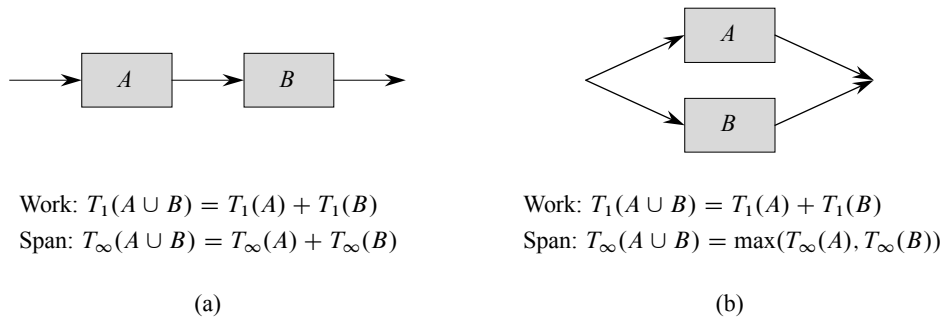 A
B
Work: T₁(A ∪ B) = T₁(A) + T₁(B)
Span: T∞(A ∪ B) = T∞(A) + T∞(B)
(a)
A
B
Work: T₁(A ∪ B) = T₁(A) + T₁(B)
Span: T∞(A ∪ B) = max(T∞(A), T∞(B))
(b)